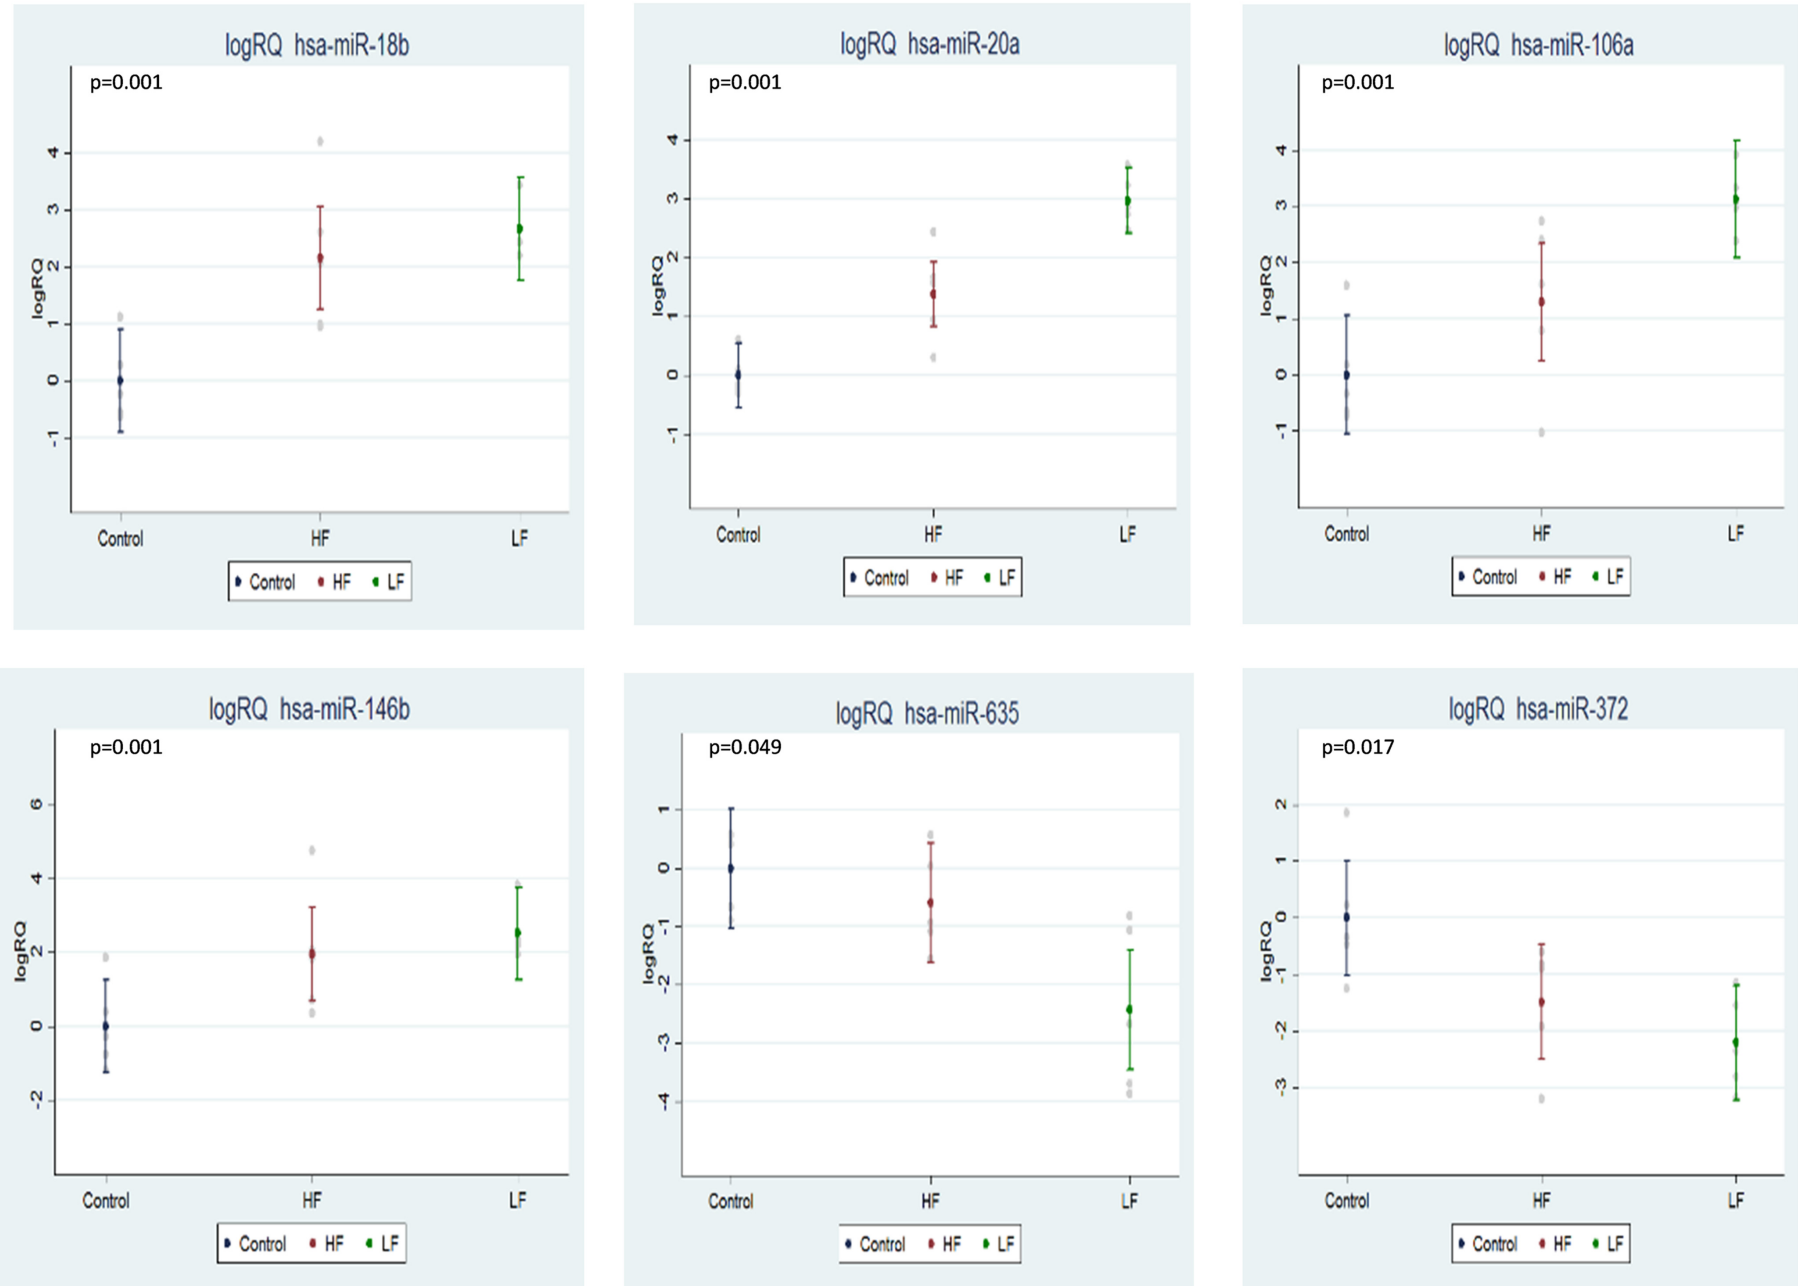 logRQ hsa-miR-18b
p=0.001
logRQ
4
3
2
1
0
-1
Control HF LF
Control HF LF
logRQ hsa-miR-20a
p=0.001
logRQ
4
3
2
1
0
-1
Control HF LF
Control HF LF
logRQ hsa-miR-106a
p=0.001
logRQ
4
3
2
1
0
-1
Control HF LF
Control HF LF
logRQ hsa-miR-146b
p=0.001
logRQ
6
4
2
0
-2
Control HF LF
Control HF LF
logRQ hsa-miR-635
p=0.049
logRQ
1
0
-1
-2
-3
-4
Control HF LF
Control HF LF
logRQ hsa-miR-372
p=0.017
logRQ
2
1
0
-1
-2
-3
Control HF LF
Control HF LF